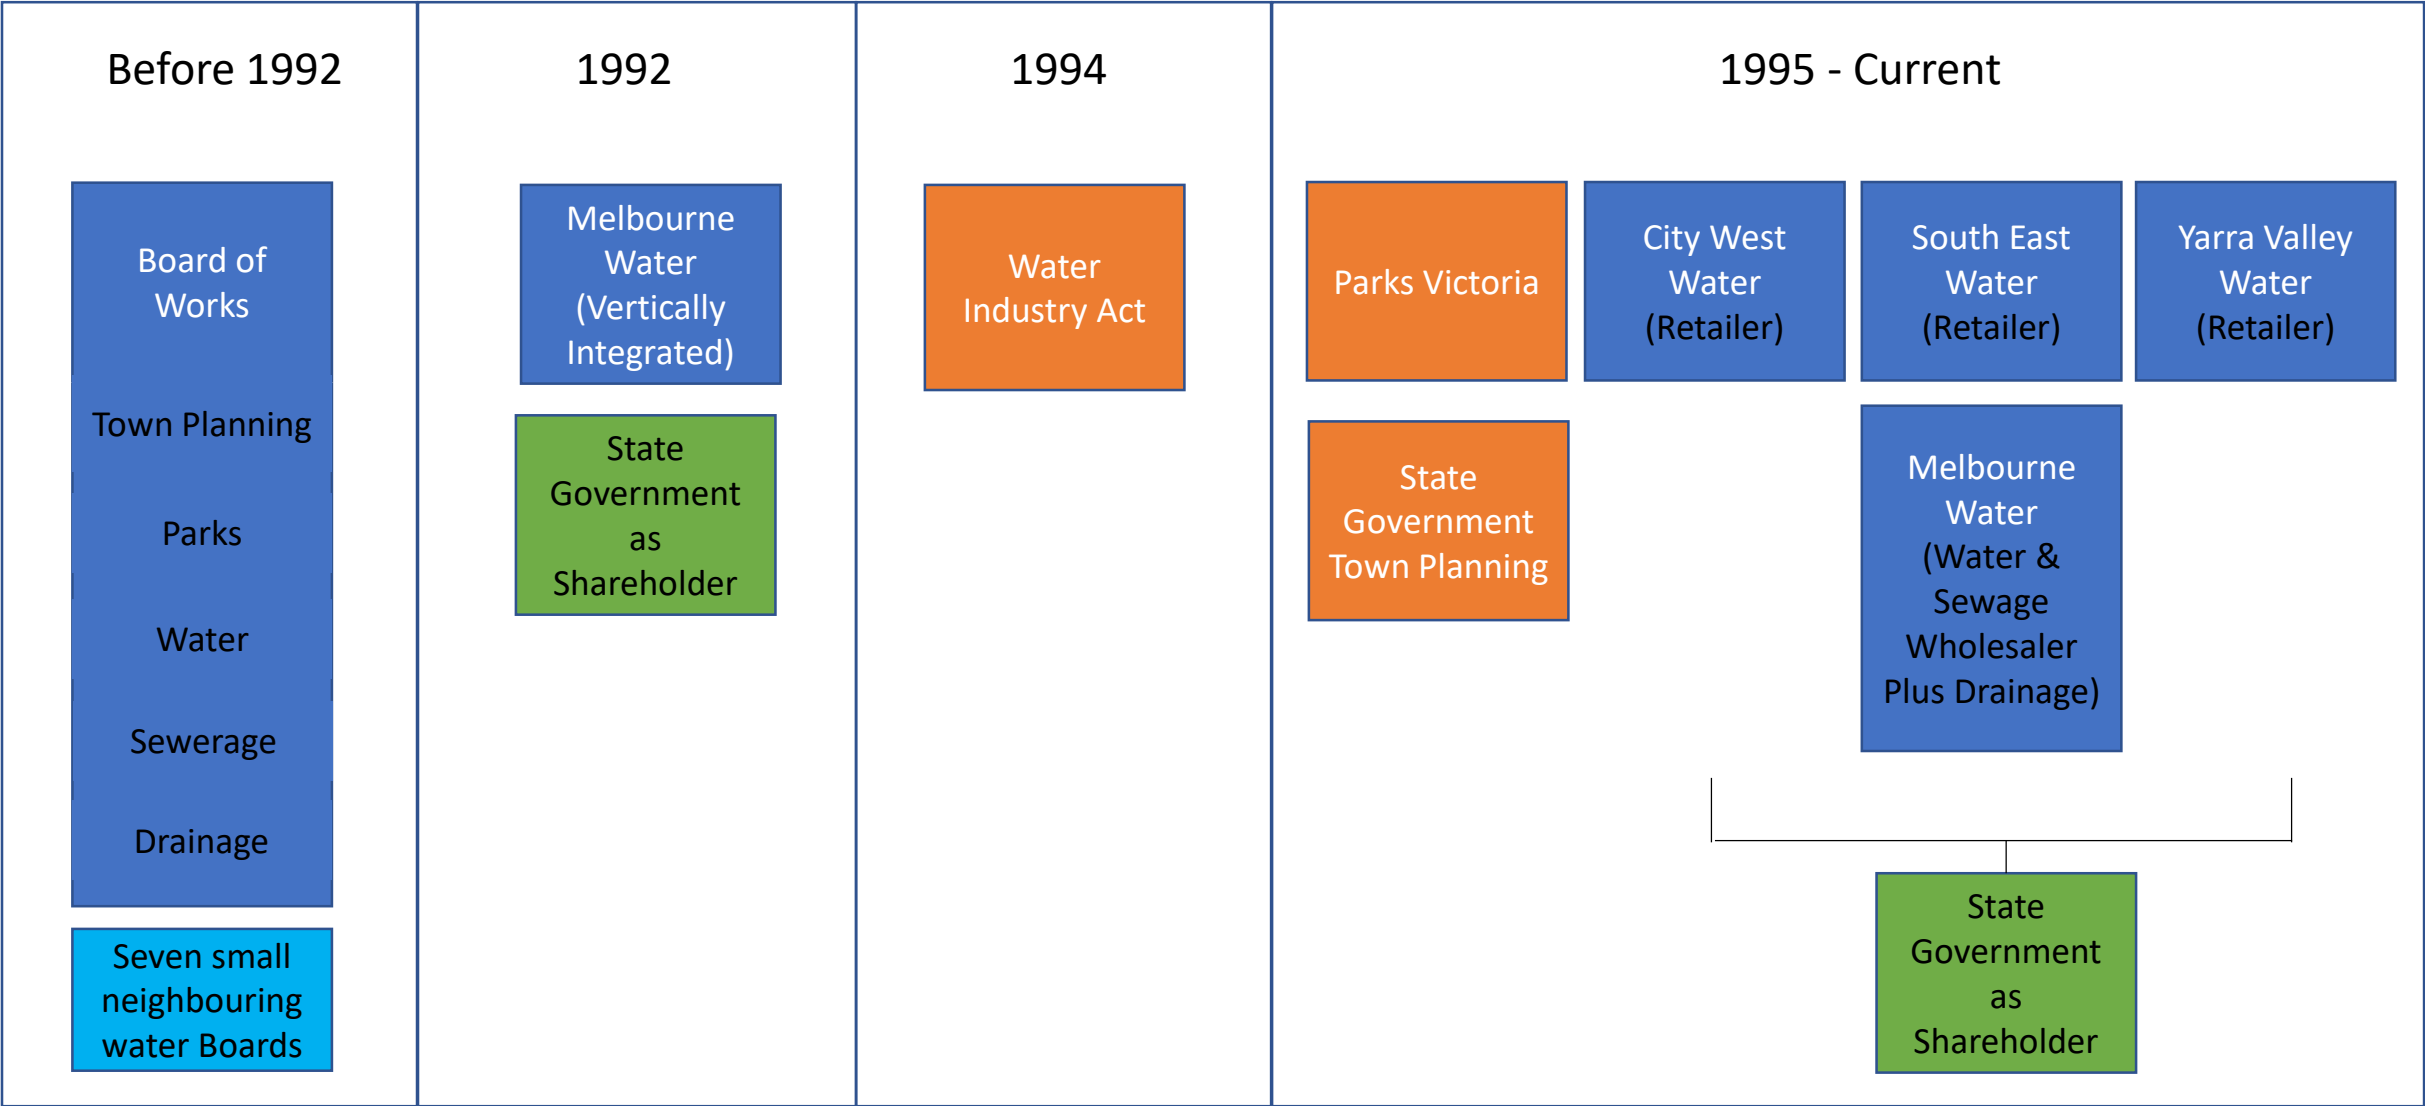 Before 1992
Board of
Works
Town Planning
Parks
Water
Sewerage
Drainage
Seven small
neighbouring
water Boards
1992
Melbourne
Water
(Vertically
Integrated)
State
Government
as
Shareholder
1994
Water
Industry Act
1995 - Current
Parks Victoria
City West
Water
(Retailer)
South East
Water
(Retailer)
Yarra Valley
Water
(Retailer)
State
Government
Town Planning
Melbourne
Water
(Water &
Sewage
Wholesaler
Plus Drainage)
State
Government
as
Shareholder